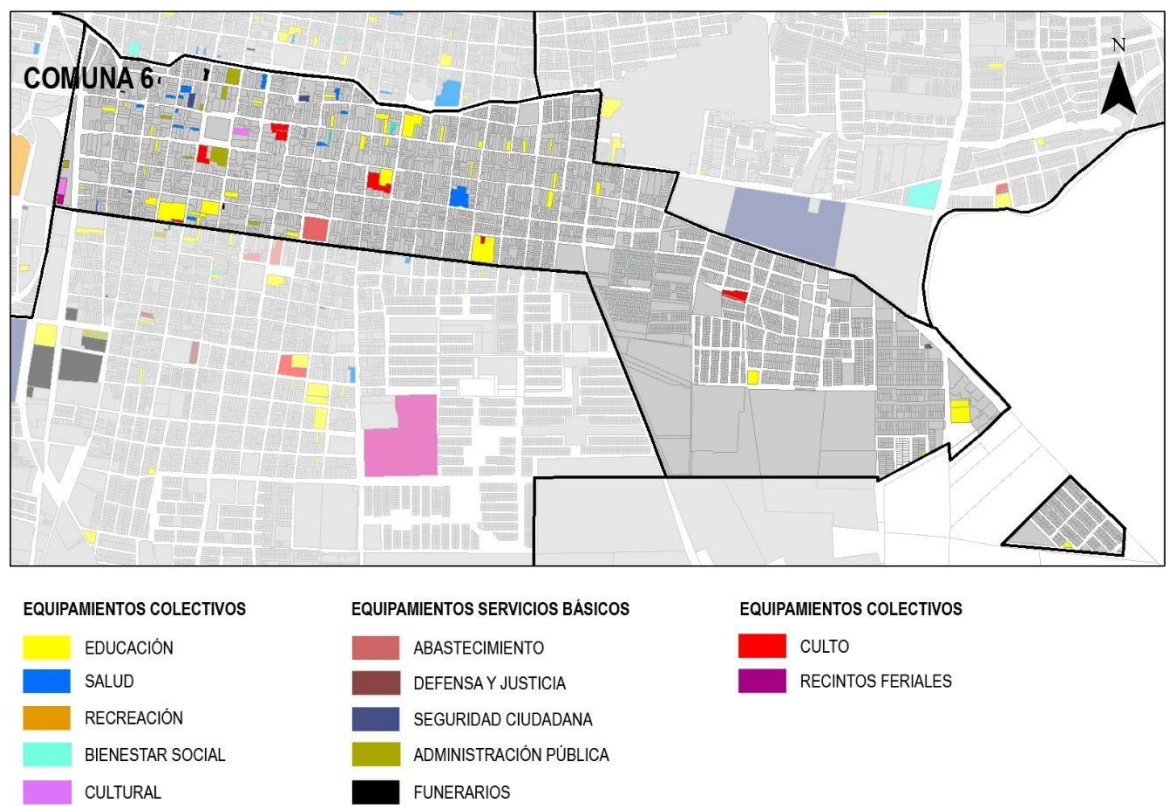 COMUNA 6
N
EQUIPAMIENTOS COLECTIVOS
EDUCACIÓN
SALUD
RECREACIÓN
BIENESTAR SOCIAL
CULTURAL
EQUIPAMIENTOS SERVICIOS BÁSICOS
ABASTECIMIENTO
DEFENSA Y JUSTICIA
SEGURIDAD CIUDADANA
ADMINISTRACIÓN PÚBLICA
FUNERARIOS
EQUIPAMIENTOS COLECTIVOS
CULTO
RECINTOS FERIALES